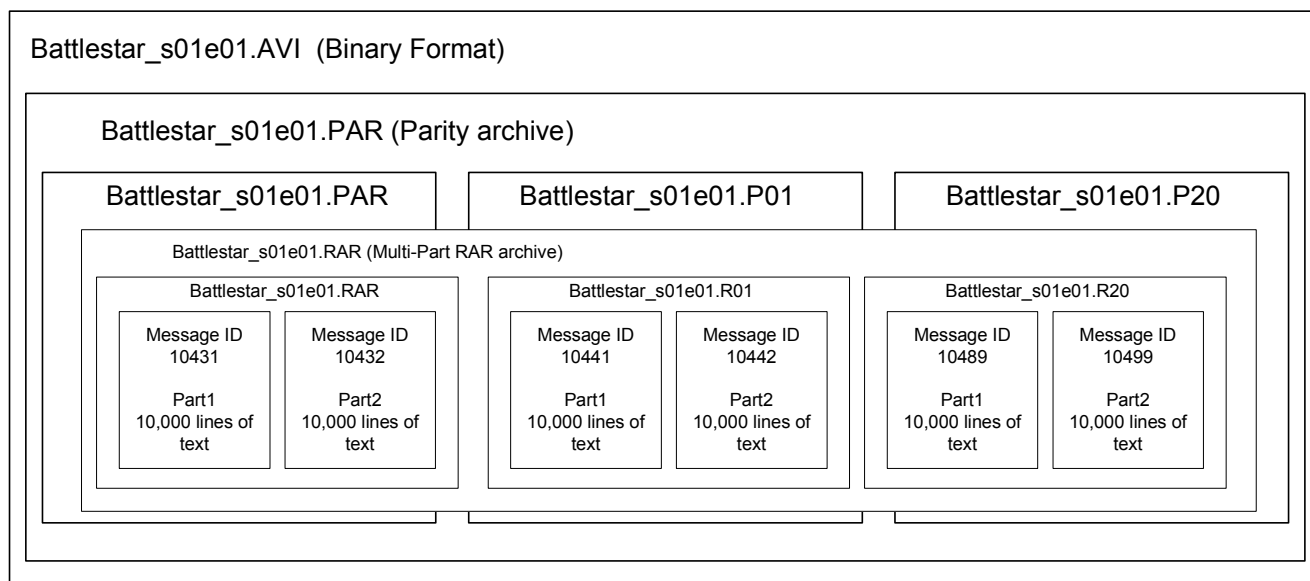 Battlestar_s01e01.AVI (Binary Format)
Battlestar_s01e01.PAR (Parity archive)
Battlestar_s01e01.PAR
Battlestar_s01e01.P01
Battlestar_s01e01.P20
Battlestar_s01e01.RAR (Multi-Part RAR archive)
Battlestar_s01e01.RAR
Message ID
10431
Part1
10,000 lines of
text
Message ID
10432
Part2
10,000 lines of
text
Battlestar_s01e01.R01
Message ID
10441
Part1
10,000 lines of
text
Message ID
10442
Part2
10,000 lines of
text
Battlestar_s01e01.R20
Message ID
10489
Part1
10,000 lines of
text
Message ID
10499
Part2
10,000 lines of
text